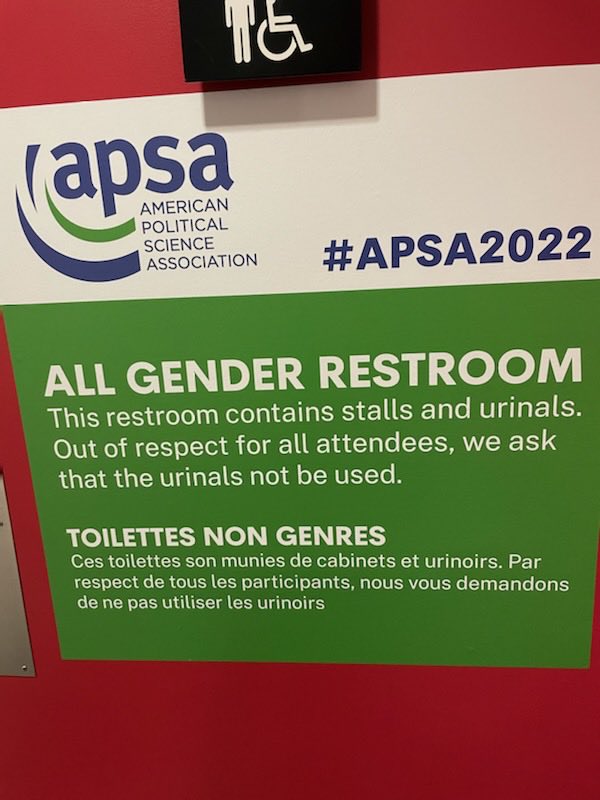 apsa
AMERICAN
POLITICAL
SCIENCE
ASSOCIATION
#APSA2022
ALL GENDER RESTROOM
This restroom contains stalls and urinals.
Out of respect for all attendees, we ask
that the urinals not be used.
TOILETTES NON GENRES
Ces toilettes son munies de cabinets et urinoirs. Par
respect de tous les participants, nous vous demandons
de ne pas utiliser les urinoirs